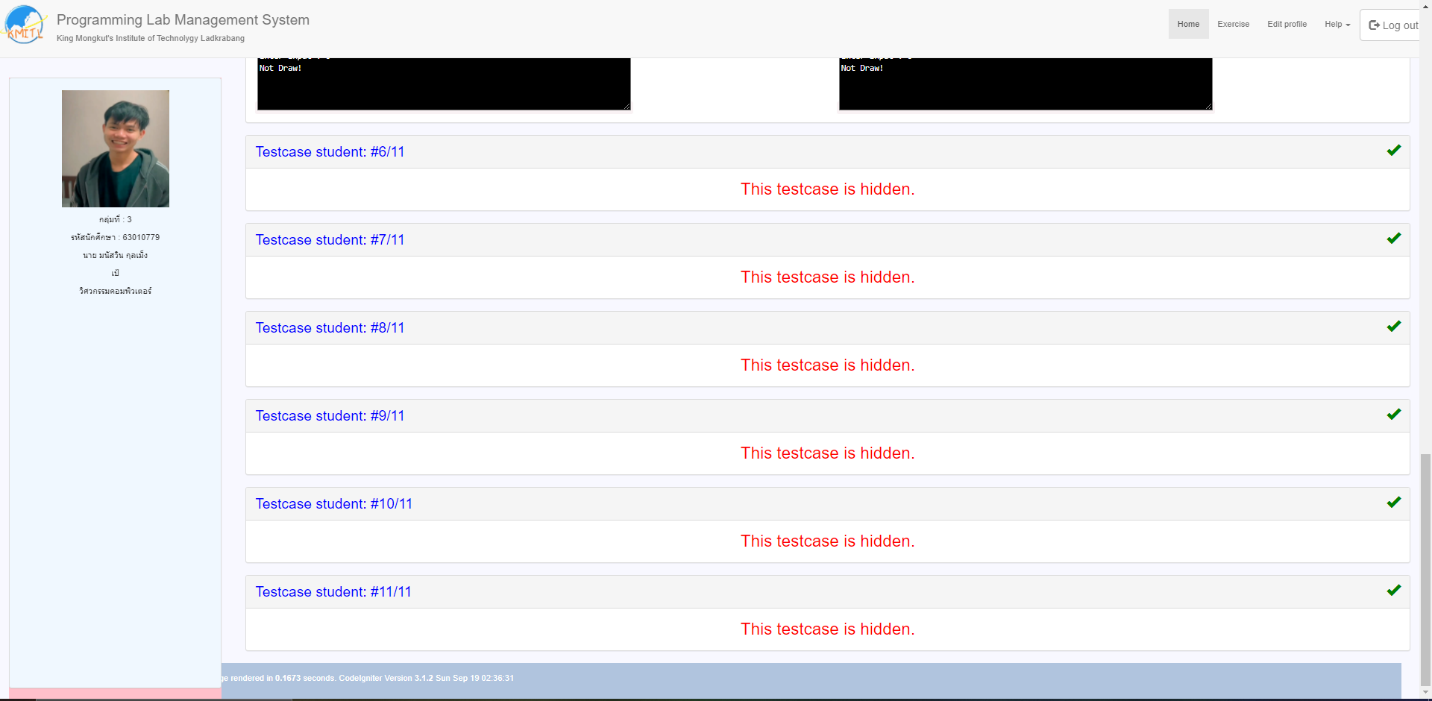 KMITL
Programming Lab Management System
King Mongkut's Institute of Technolygy Ladkrabang
Home Exercise Edit profile Help Log out
กลุ่มที่ : 3
รหัสนักศึกษา : 63010779
นาย มนัสวิน กุลเม็ง
เป้
วิศวกรรมคอมพิวเตอร์
Not Draw!
Not Draw!
Testcase student: #6/11
This testcase is hidden.
Testcase student: #7/11
This testcase is hidden.
Testcase student: #8/11
This testcase is hidden.
Testcase student: #9/11
This testcase is hidden.
Testcase student: #10/11
This testcase is hidden.
Testcase student: #11/11
This testcase is hidden.
rendered in 0.1673 seconds. CodeIgniter Version 3.1.2 Sun Sep 19 02:36:31